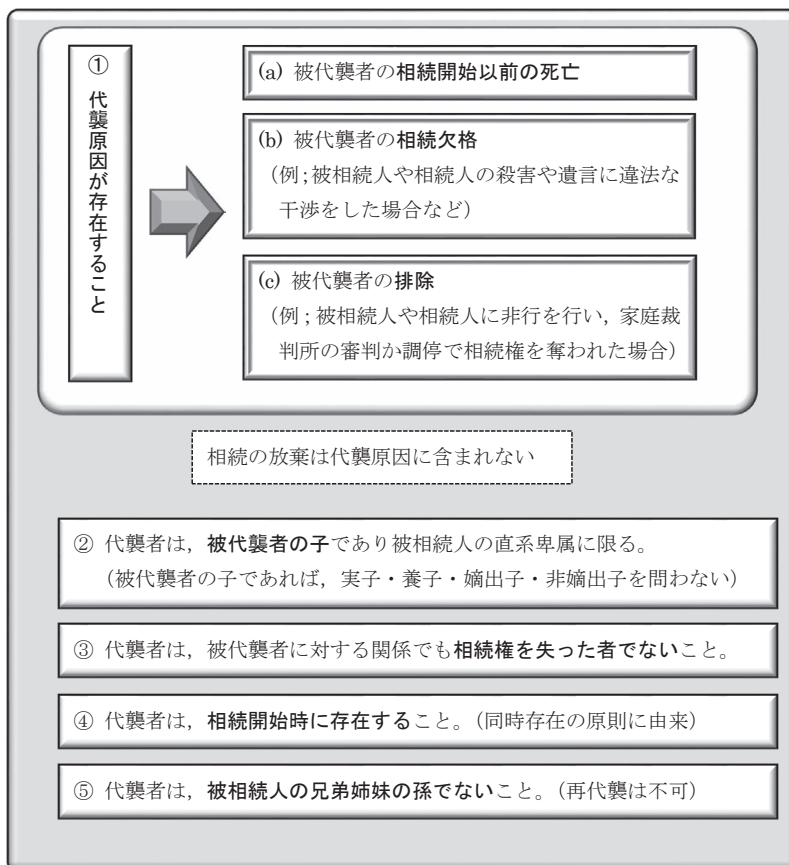 ① 代襲原因が存在すること
(a) 被代襲者の相続開始以前の死亡
(b) 被代襲者の相続欠格
(例;被相続人や相続人の殺害や遺言に違法な
干渉をした場合など)
(c) 被代襲者の排除
(例;被相続人や相続人に非行を行い,家庭裁
判所の審判か調停で相続権を奪われた場合)
相続の放棄は代襲原因に含まれない
② 代襲者は,被代襲者の子であり被相続人の直系卑属に限る。
(被代襲者の子であれば,実子・養子・嫡出子・非嫡出子を問わない)
③ 代襲者は,被代襲者に対する関係でも相続権を失った者でないこと。
④ 代襲者は,相続開始時に存在すること。(同時存在の原則に由来)
⑤ 代襲者は,被相続人の兄弟姉妹の孫でないこと。(再代襲は不可)